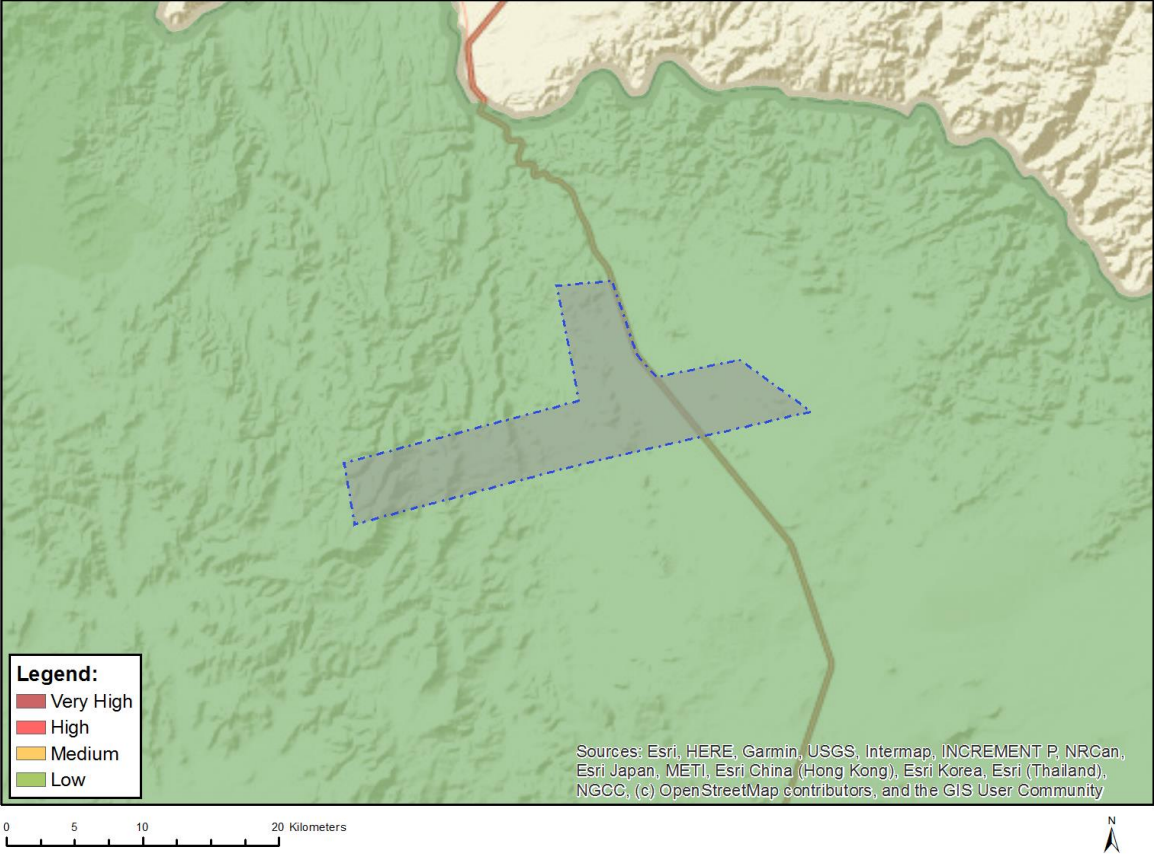 Legend:
Very High
High
Medium
Low
Sources: Esri, HERE, Garmin, USGS, Intermap, INCREMENT P, NRCan,
Esri Japan, METI, Esri China (Hong Kong), Esri Korea, Esri (Thailand),
NGCC, (c) OpenStreetMap contributors, and the GIS User Community
0 5 10 20 Kilometers
N